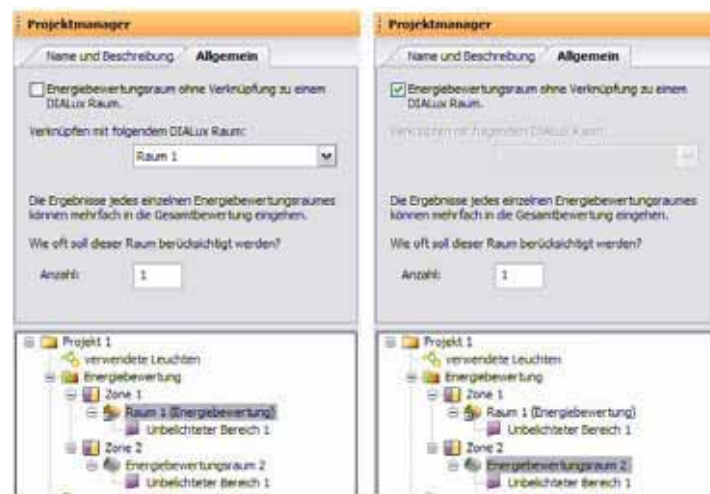 Projektmanager
Name und Beschreibung
Allgemein
Energiebewertungsraum ohne Verknüpfung zu einem
DIALux Raum.
Verknüpfen mit folgendem DIALux Raum:
Raum 1
Die Ergebnisse jedes einzelnen Energiebewertungsraumes
können mehrfach in die Gesamtbewertung eingehen.
Wie oft soll dieser Raum berücksichtigt werden?
Anzahl:
1
Projekt 1
verwendete Leuchten
Energiebewertung
Zone 1
Raum 1 (Energiebewertung)
Unbelichteter Bereich 1
Zone 2
Energiebewertungsraum 2
Unbelichteter Bereich 1
Projektmanager
Name und Beschreibung
Allgemein
Energiebewertungsraum ohne Verknüpfung zu einem
DIALux Raum.
Verknüpfen mit folgendem DIALux Raum:
Die Ergebnisse jedes einzelnen Energiebewertungsraumes
können mehrfach in die Gesamtbewertung eingehen.
Wie oft soll dieser Raum berücksichtigt werden?
Anzahl:
1
Projekt 1
verwendete Leuchten
Energiebewertung
Zone 1
Raum 1 (Energiebewertung)
Unbelichteter Bereich 1
Zone 2
Energiebewertungsraum 2
Unbelichteter Bereich 1